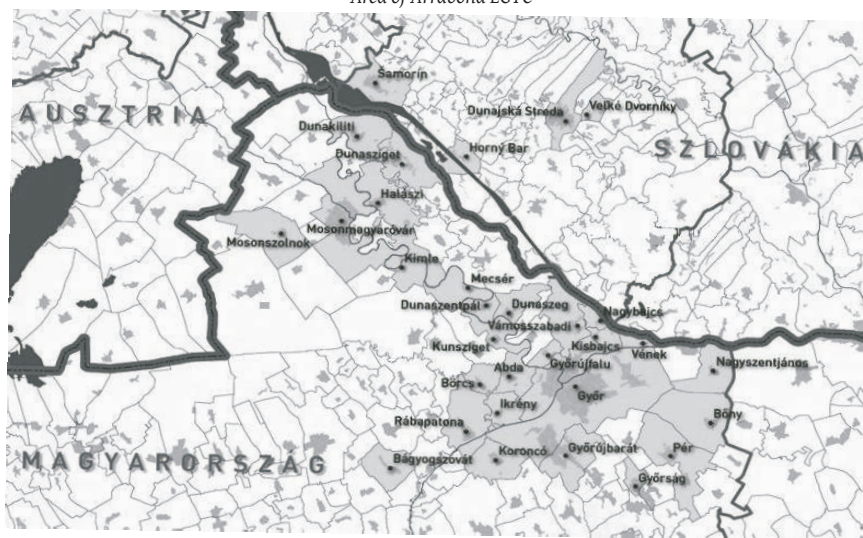 Area of Arrabona EGTC
Šamorín
AUSZTRIA
Dunajská Streda
Veľké Dvorníky
Dunakiliti
Horný Bar
SZLOVÁKIA
Dunasziget
Halászi
Mosonmagyaróvár
Mosonszolnok
Kimle
Mecsér
Dunaszentpál
Dunaszeg
Nagybajcs
Vámosszabadi
Kunsziget
Kisbajcs
Vének
Győrújfalu
Nagyszentjános
Abda
Börcs
Győr
Ikrény
Bőny
Rábapatona
MAGYARORSZÁG
Bágyogszovát
Koroncó
Győrújbarát
Pér
Győrság